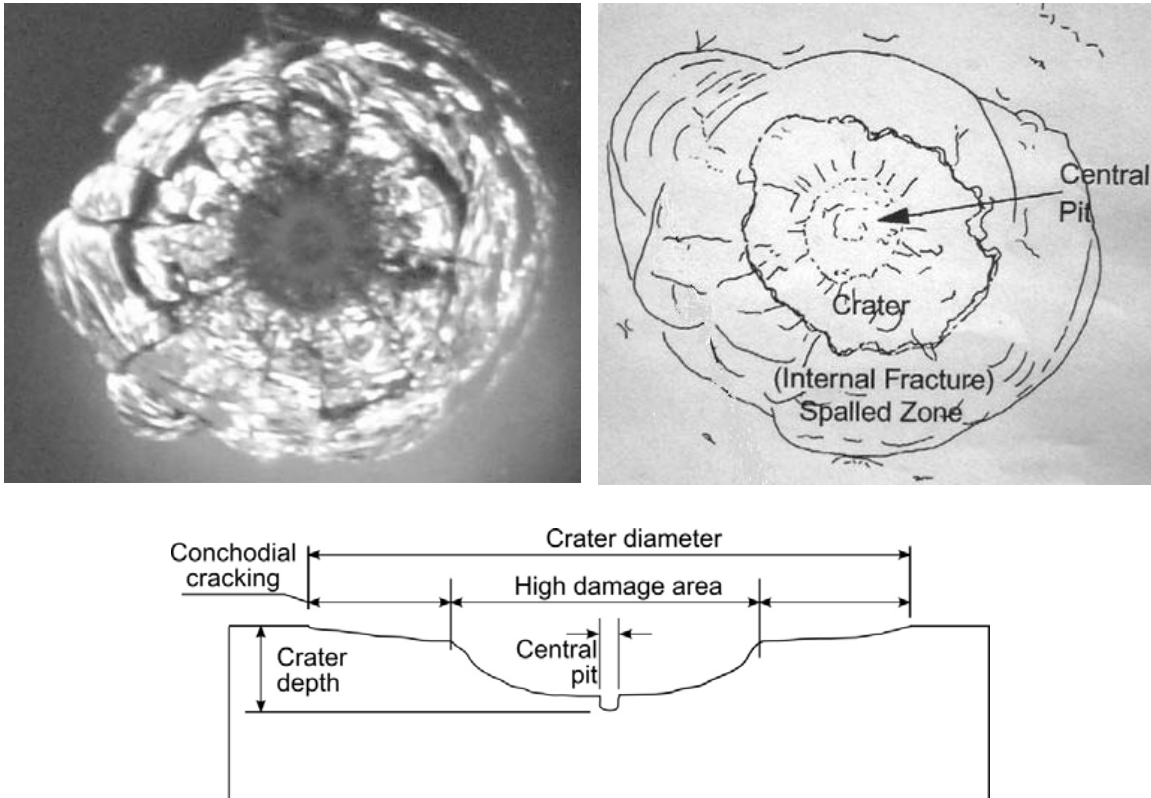 Central
Pit
Crater
(Internal Fracture)
Spalled Zone
Conchodial
cracking
Crater diameter
High damage area
Crater
depth
Central
pit